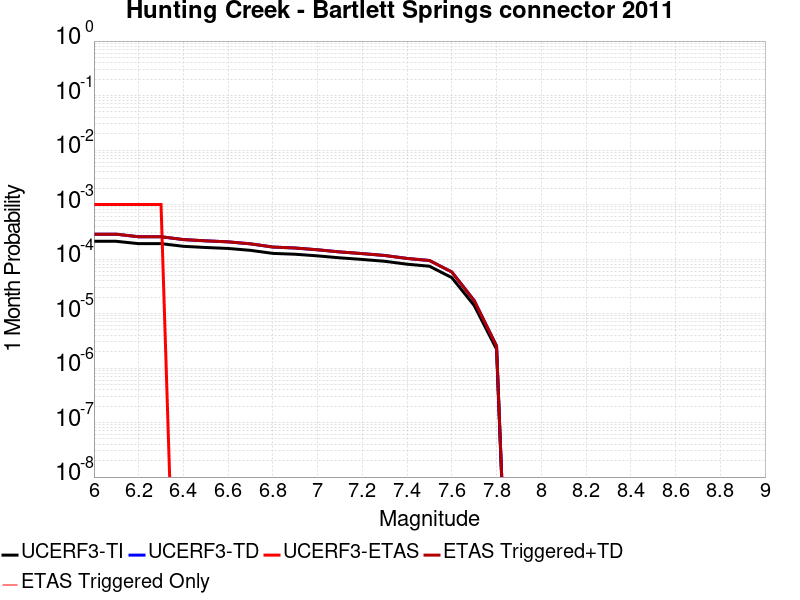 Hunting Creek - Bartlett Springs connector 2011
10^0
10^-1
10^-2
10^-3
10^-4
10^-5
10^-6
10^-7
10^-8
1 Month Probability
6 6.2 6.4 6.6 6.8 7 7.2 7.4 7.6 7.8 8 8.2 8.4 8.6 8.8 9
Magnitude
UCERF3-TI UCERF3-TD UCERF3-ETAS ETAS Triggered+TD
ETAS Triggered Only